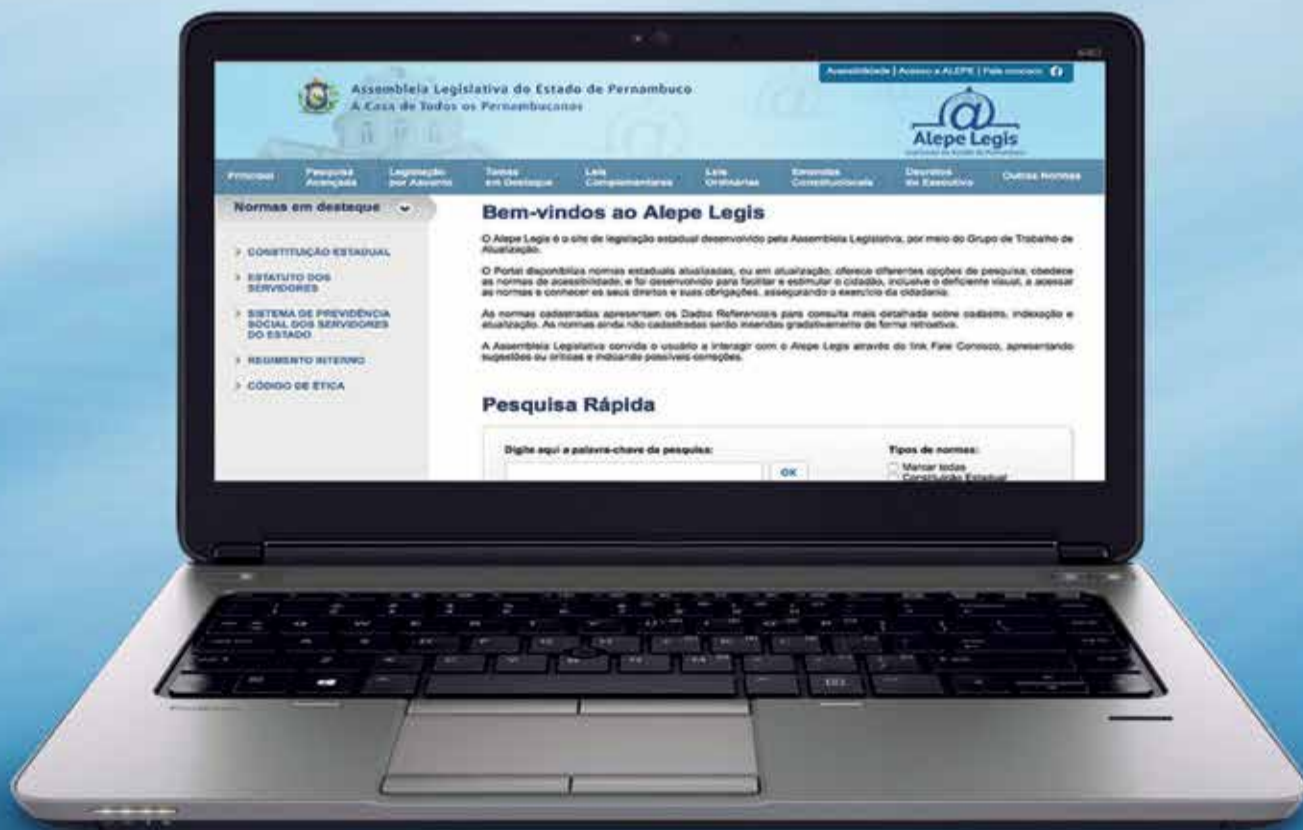 Acessibilidade | Acesso a ALEPE | Fale conosco
Assembleia Legislativa do Estado de Pernambuco
A Casa de Todos os Pernambucanos
@
Alepe Legis
Principal
Pesquisa
Avançada
Legislação
por Assunto
Temas
em Destaque
Leis
Complementares
Leis
Ordinárias
Emendas
Constitucionais
Decretos
do Executivo
Outras Normas
Normas em destaque
> CONSTITUIÇÃO ESTADUAL
> ESTATUTO DOS
SERVIDORES
> SISTEMA DE PREVIDÊNCIA
SOCIAL DOS SERVIDORES
DO ESTADO
> REGIMENTO INTERNO
> CÓDIGO DE ÉTICA
Bem-vindos ao Alepe Legis
O Alepe Legis é o site de legislação estadual desenvolvido pela Assembleia Legislativa, por meio do Grupo de Trabalho de
Atualização.
O Portal disponibiliza normas estaduais atualizadas, ou em atualização, oferece diferentes opções de pesquisa, obedece
as normas de acessibilidade, e foi desenvolvido para facilitar e estimular o cidadão, inclusive o deficiente visual, a acessar
as normas e conhecer os seus direitos e suas obrigações, assegurando o exercício da cidadania.
As normas cadastradas apresentam os Dados Referenciais para consulta mais detalhada sobre cadastro, indexação e
atualização. As normas ainda não cadastradas serão inseridas gradativamente de forma retroativa.
A Assembleia Legislativa convida o usuário a interagir com o Alepe Legis através do link Fale Conosco, apresentando
sugestões ou críticas e indicando possíveis correções.
Pesquisa Rápida
Digite aqui a palavra-chave da pesquisa:
OK
Tipos de normas:
Marcar todas
Constituição Estadual